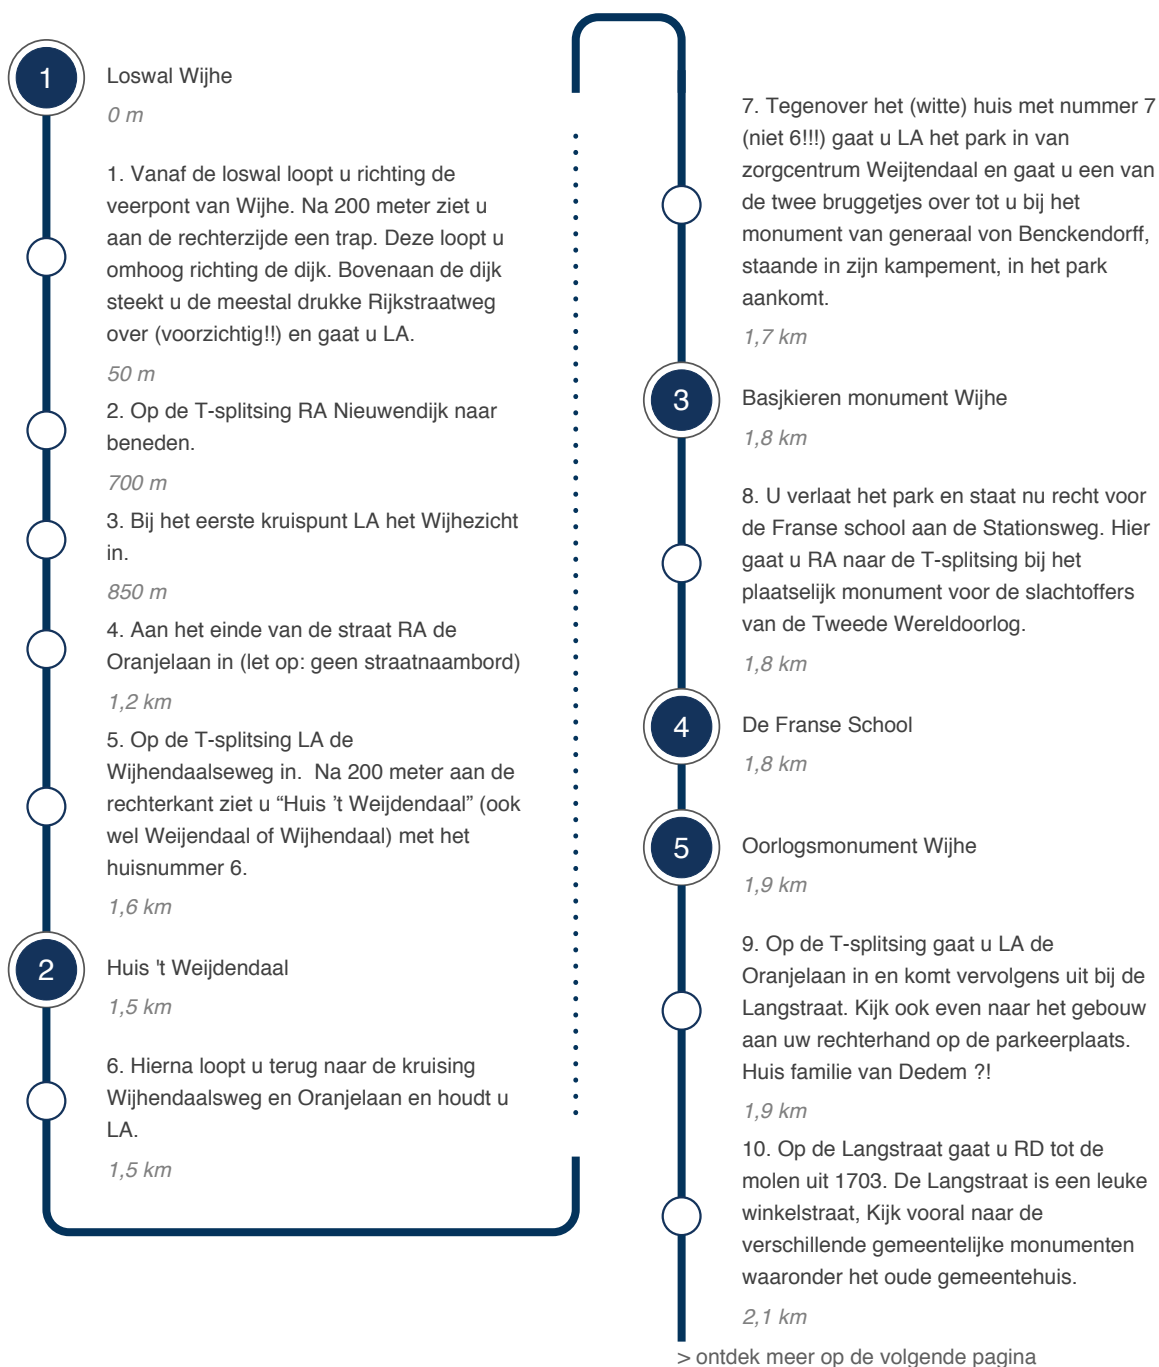 1
Loswal Wijhe
0 m
1. Vanaf de loswal loopt u richting de
veerpont van Wijhe. Na 200 meter ziet u
aan de rechterzijde een trap. Deze loopt u
omhoog richting de dijk. Bovenaan de dijk
steekt u de meestal drukke Rijkstraatweg
over (voorzichtig!!) en gaat u LA.
50 m
2. Op de T-splitsing RA Nieuwendijk naar
beneden.
700 m
3. Bij het eerste kruispunt LA het Wijhezicht
in.
850 m
4. Aan het einde van de straat RA de
Oranjelaan in (let op: geen straatnaambord)
1,2 km
5. Op de T-splitsing LA de
Wijhendaalseweg in.  Na 200 meter aan de
rechterkant ziet u “Huis ’t Weijdendaal” (ook
wel Weijendaal of Wijhendaal) met het
huisnummer 6.
1,6 km
2
Huis 't Weijdendaal
1,5 km
6. Hierna loopt u terug naar de kruising
Wijhendaalsweg en Oranjelaan en houdt u
LA.
1,5 km
7. Tegenover het (witte) huis met nummer 7
(niet 6!!!) gaat u LA het park in van
zorgcentrum Weijtendaal en gaat u een van
de twee bruggetjes over tot u bij het
monument van generaal von Benckendorff,
staande in zijn kampement, in het park
aankomt.
1,7 km
3
Basjkieren monument Wijhe
1,8 km
8. U verlaat het park en staat nu recht voor
de Franse school aan de Stationsweg. Hier
gaat u RA naar de T-splitsing bij het
plaatselijk monument voor de slachtoffers
van de Tweede Wereldoorlog.
1,8 km
4
De Franse School
1,8 km
5
Oorlogsmonument Wijhe
1,9 km
9. Op de T-splitsing gaat u LA de
Oranjelaan in en komt vervolgens uit bij de
Langstraat. Kijk ook even naar het gebouw
aan uw rechterhand op de parkeerplaats.
Huis familie van Dedem ?!
1,9 km
10. Op de Langstraat gaat u RD tot de
molen uit 1703. De Langstraat is een leuke
winkelstraat, Kijk vooral naar de
verschillende gemeentelijke monumenten
waaronder het oude gemeentehuis.
2,1 km
> ontdek meer op de volgende pagina